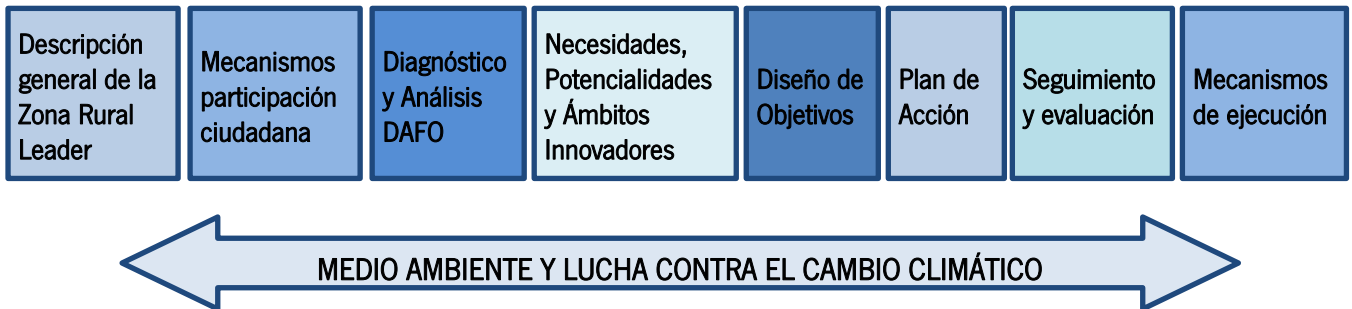 Descripción
general de la
Zona Rural
Leader
Mecanismos
participación
ciudadana
Diagnóstico
y Análisis
DAFO
Necesidades,
Potencialidades
y Ámbitos
Innovadores
Diseño de
Objetivos
Plan de
Acción
Seguimiento
y evaluación
Mecanismos
de ejecución
MEDIO AMBIENTE Y LUCHA CONTRA EL CAMBIO CLIMÁTICO